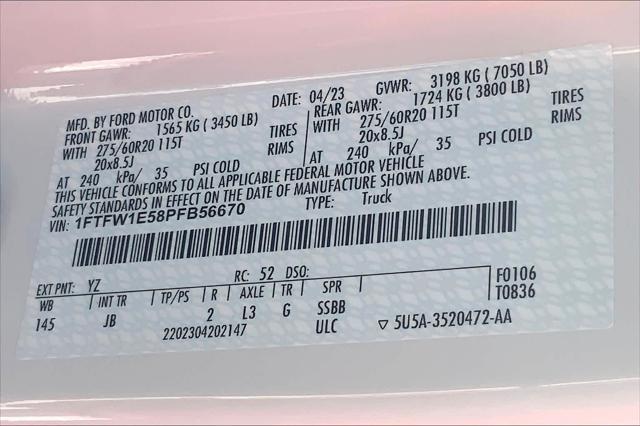 MFD. BY FORD MOTOR CO.
DATE: 04/23 GVWR: 3198 KG ( 7050 LB)
FRONT GAWR: 1565 KG ( 3450 LB) REAR GAWR: 1724 KG ( 3800 LB)
WITH 275/60R20 115T TIRES WITH 275/60R20 115T TIRES
20x8.5J RIMS 20x8.5J RIMS
AT 240 kPa/ 35 PSI COLD AT 240 kPa/ 35 PSI COLD
THIS VEHICLE CONFORMS TO ALL APPLICABLE FEDERAL MOTOR VEHICLE
SAFETY STANDARDS IN EFFECT ON THE DATE OF MANUFACTURE SHOWN ABOVE.
VIN: 1FTFW1E58PFB56670 TYPE: Truck
EXT PNT: YZ RC: 52 DSO: F0106
WB INT TR TP/PS R AXLE TR SPR T0836
145 JB 2 L3 G SSBB
2202304202147 ULC ▽ 5U5A-3520472-AA